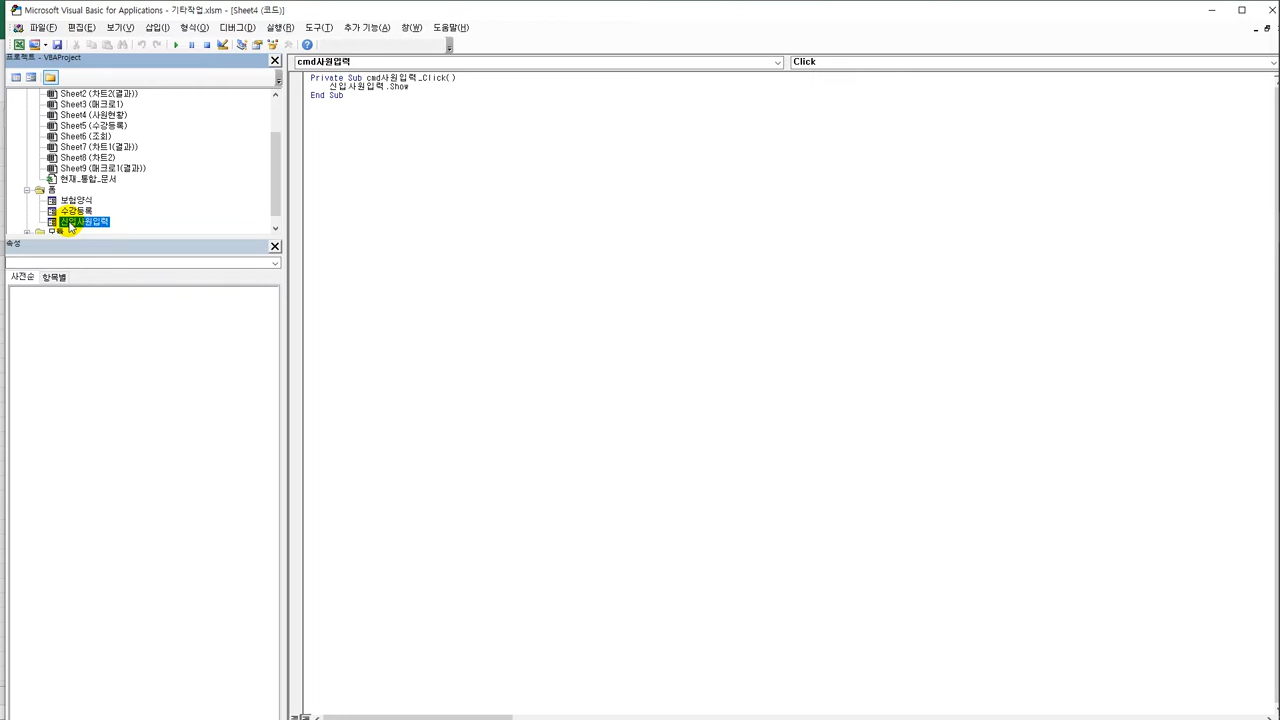 Microsoft Visual Basic for Applications - 기타작업.xlsm - [Sheet4 (코드)]
파일(F) 편집(E) 보기(V) 삽입(I) 형식(O) 디버그(D) 실행(R) 도구(T) 추가 기능(A) 창(W) 도움말(H)
프로젝트 - VBAProject
cmd사원입력
Click
Sheet2 (차트2(결과))
Sheet3 (매크로1)
Sheet4 (사원현황)
Sheet5 (수강등록)
Sheet6 (조회)
Sheet7 (차트1(결과))
Sheet8 (차트2)
Sheet9 (매크로1(결과))
현재_통합_문서
폼
보험양식
수강등록
신입사원입력
속성
사전순 항목별
Private Sub cmd사원입력_Click()
신입사원입력.Show
End Sub